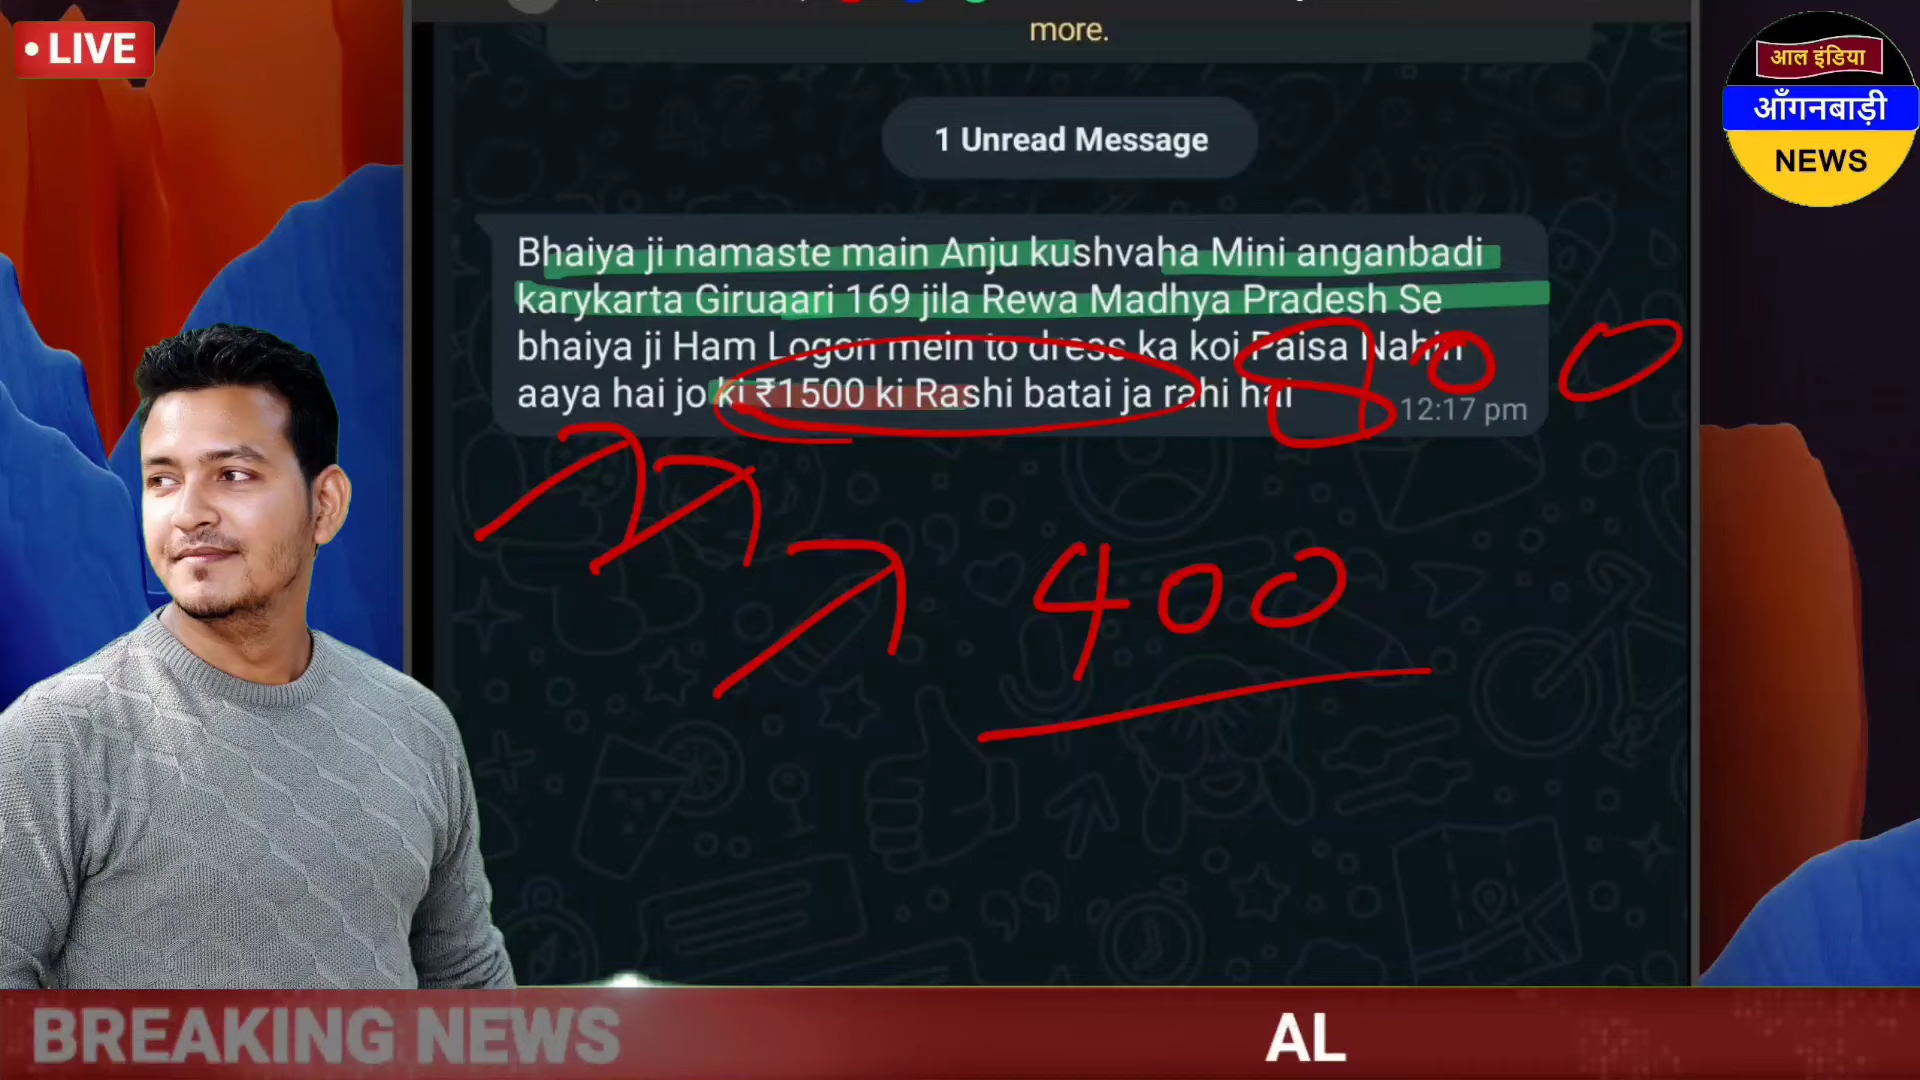 • LIVE
more.
आल इंडिया
आँगनबाड़ी
NEWS
1 Unread Message
Bhaiya ji namaste main Anju kushvaha Mini anganbadi
karykarta Giruaari 169 jila Rewa Madhya Pradesh Se
bhaiya ji Ham Logon mein to dress ka koi Paisa Nahin
aaya hai jo ki ₹1500 ki Rashi batai ja rahi hai
12:17 pm
800
400
BREAKING NEWS
AL